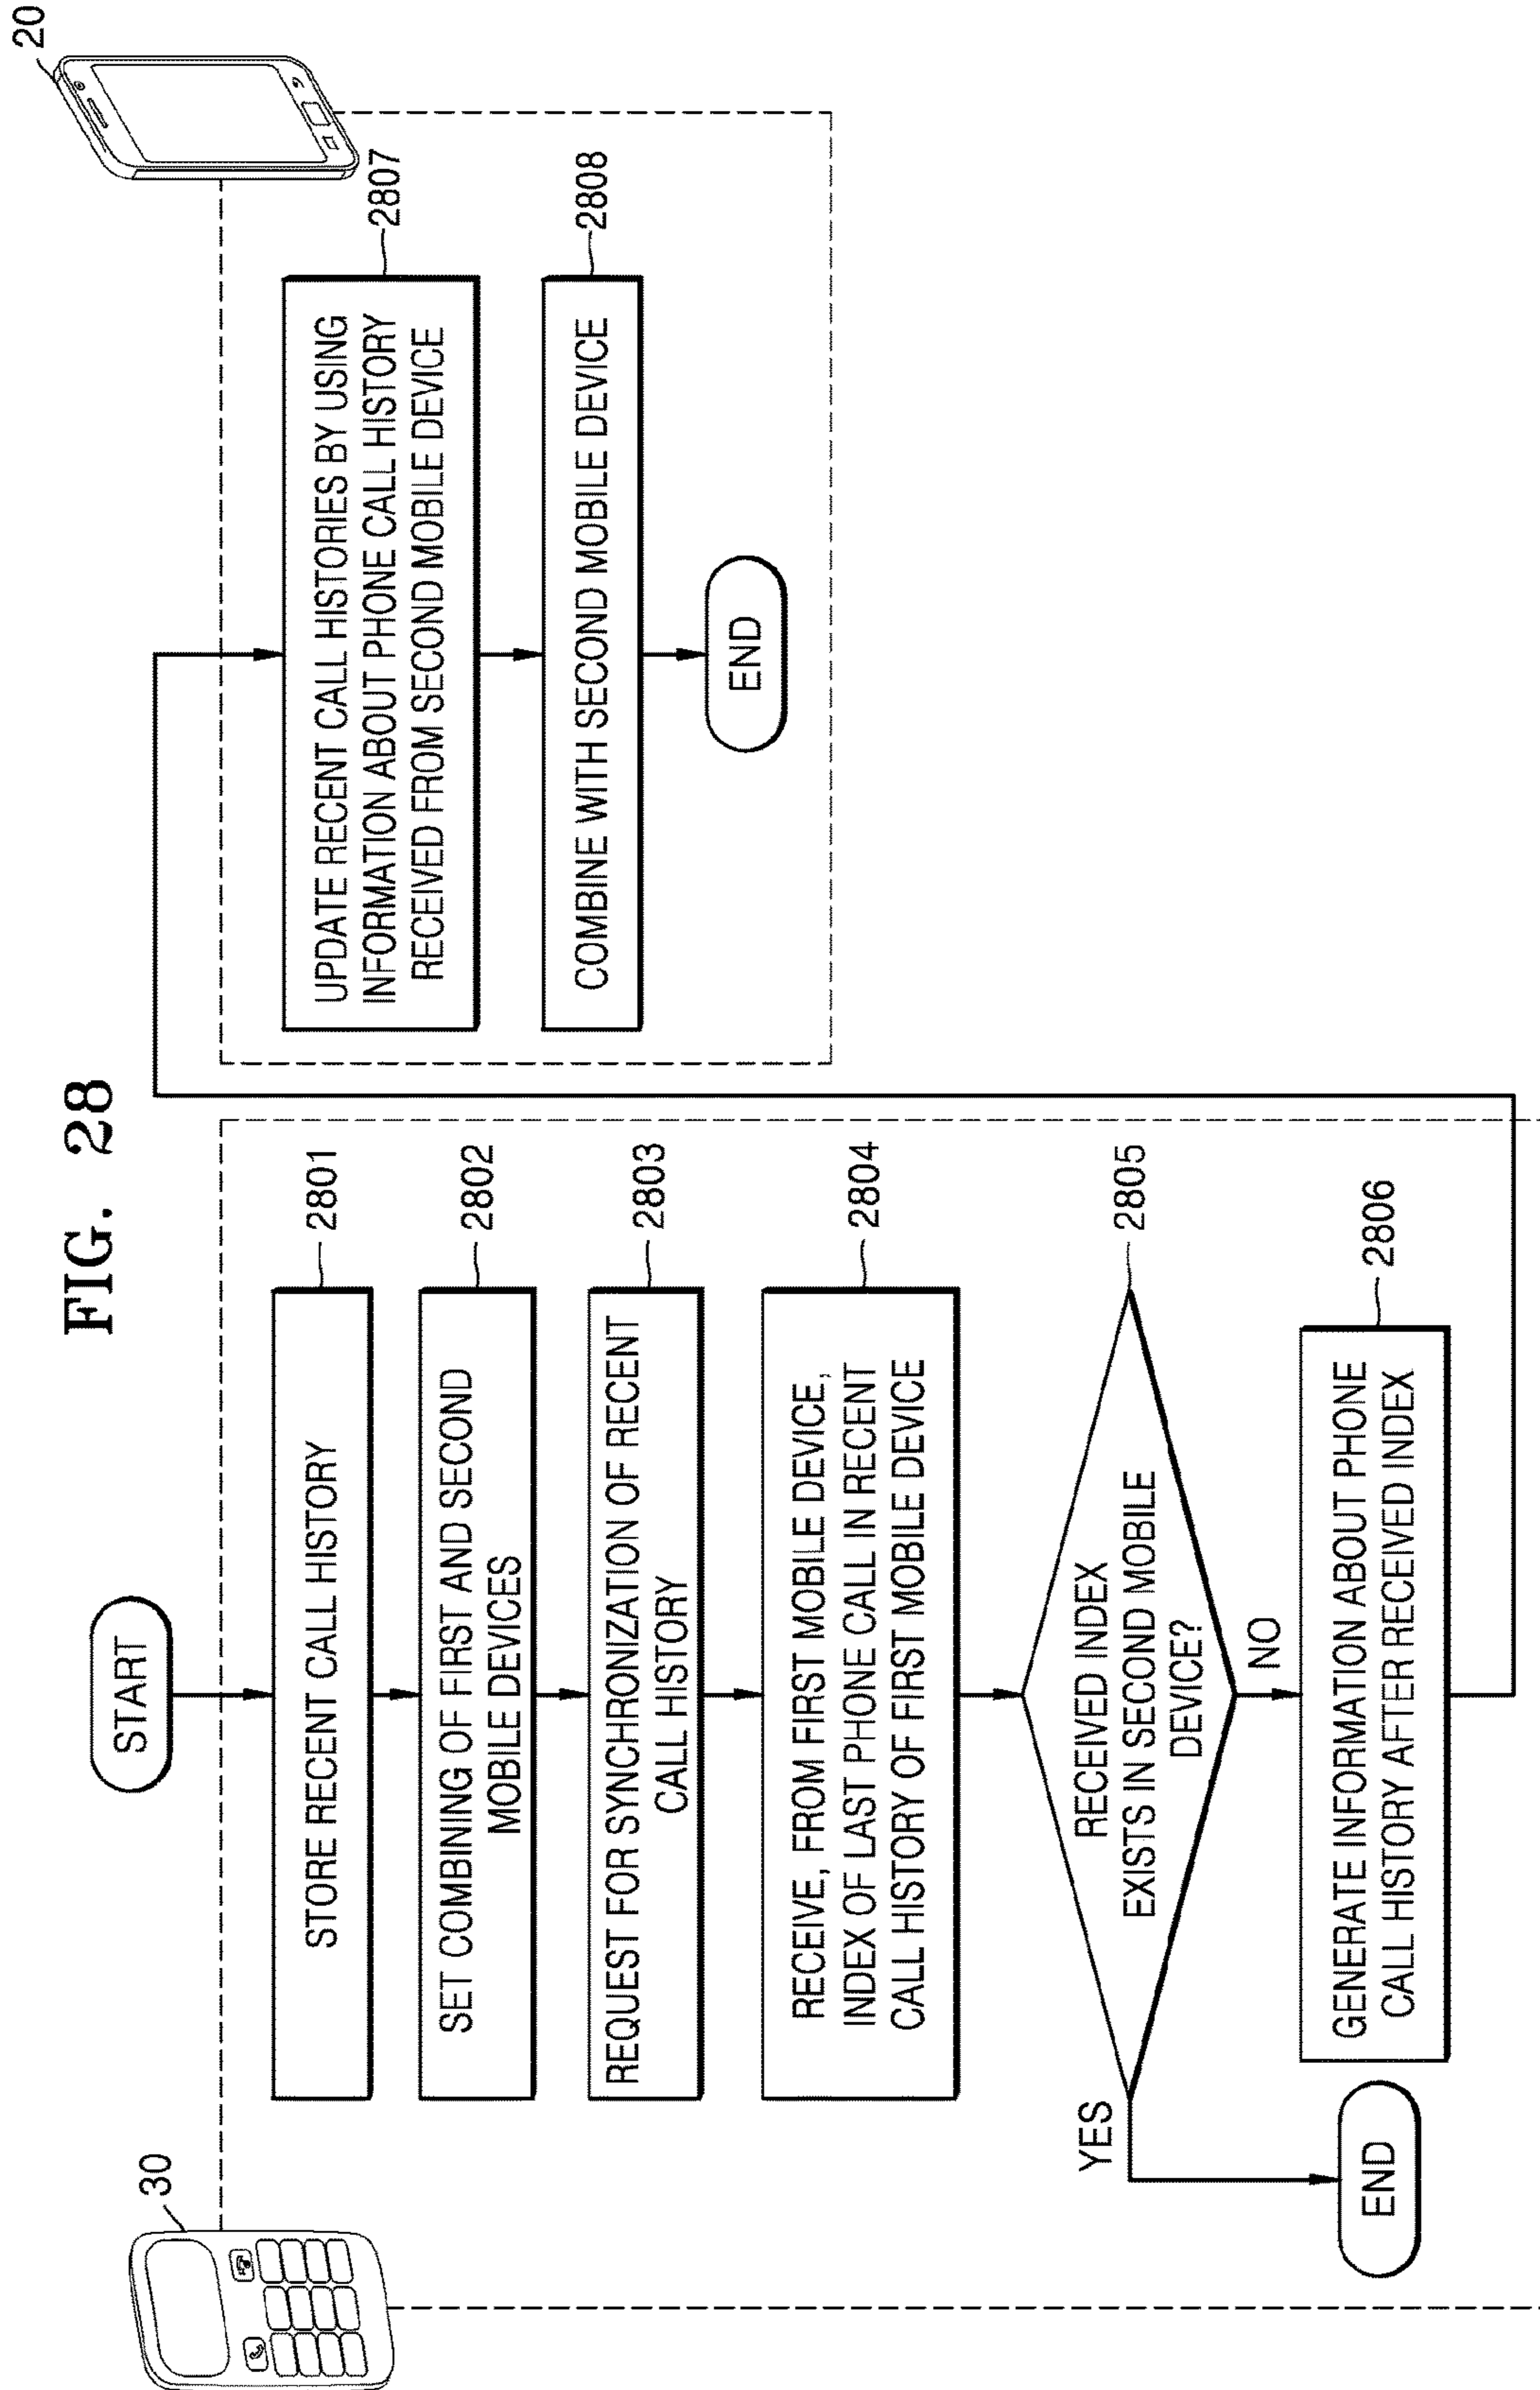 FIG. 28
30
START
STORE RECENT CALL HISTORY
2801
SET COMBINING OF FIRST AND SECOND
MOBILE DEVICES
2802
REQUEST FOR SYNCHRONIZATION OF RECENT
CALL HISTORY
2803
RECEIVE, FROM FIRST MOBILE DEVICE,
INDEX OF LAST PHONE CALL IN RECENT
CALL HISTORY OF FIRST MOBILE DEVICE
2804
RECEIVED INDEX
EXISTS IN SECOND MOBILE
DEVICE?
2805
YES
NO
END
GENERATE INFORMATION ABOUT PHONE
CALL HISTORY AFTER RECEIVED INDEX
2806
20
UPDATE RECENT CALL HISTORIES BY USING
INFORMATION ABOUT PHONE CALL HISTORY
RECEIVED FROM SECOND MOBILE DEVICE
2807
COMBINE WITH SECOND MOBILE DEVICE
2808
END